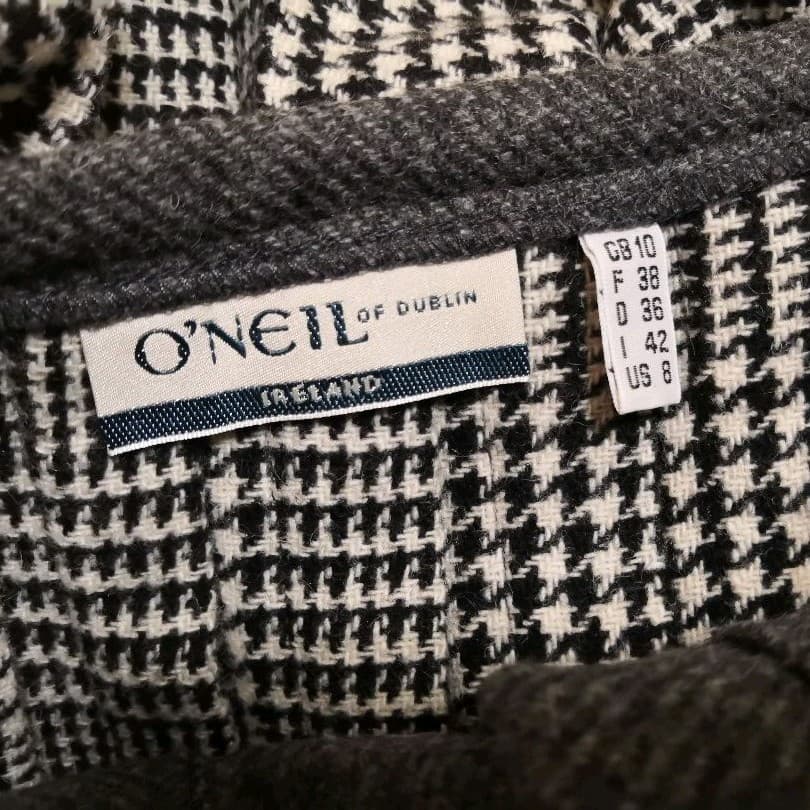 O'NEIL OF DUBLIN
IRELAND
GB 10
F 38
D 36
I 42
US 8